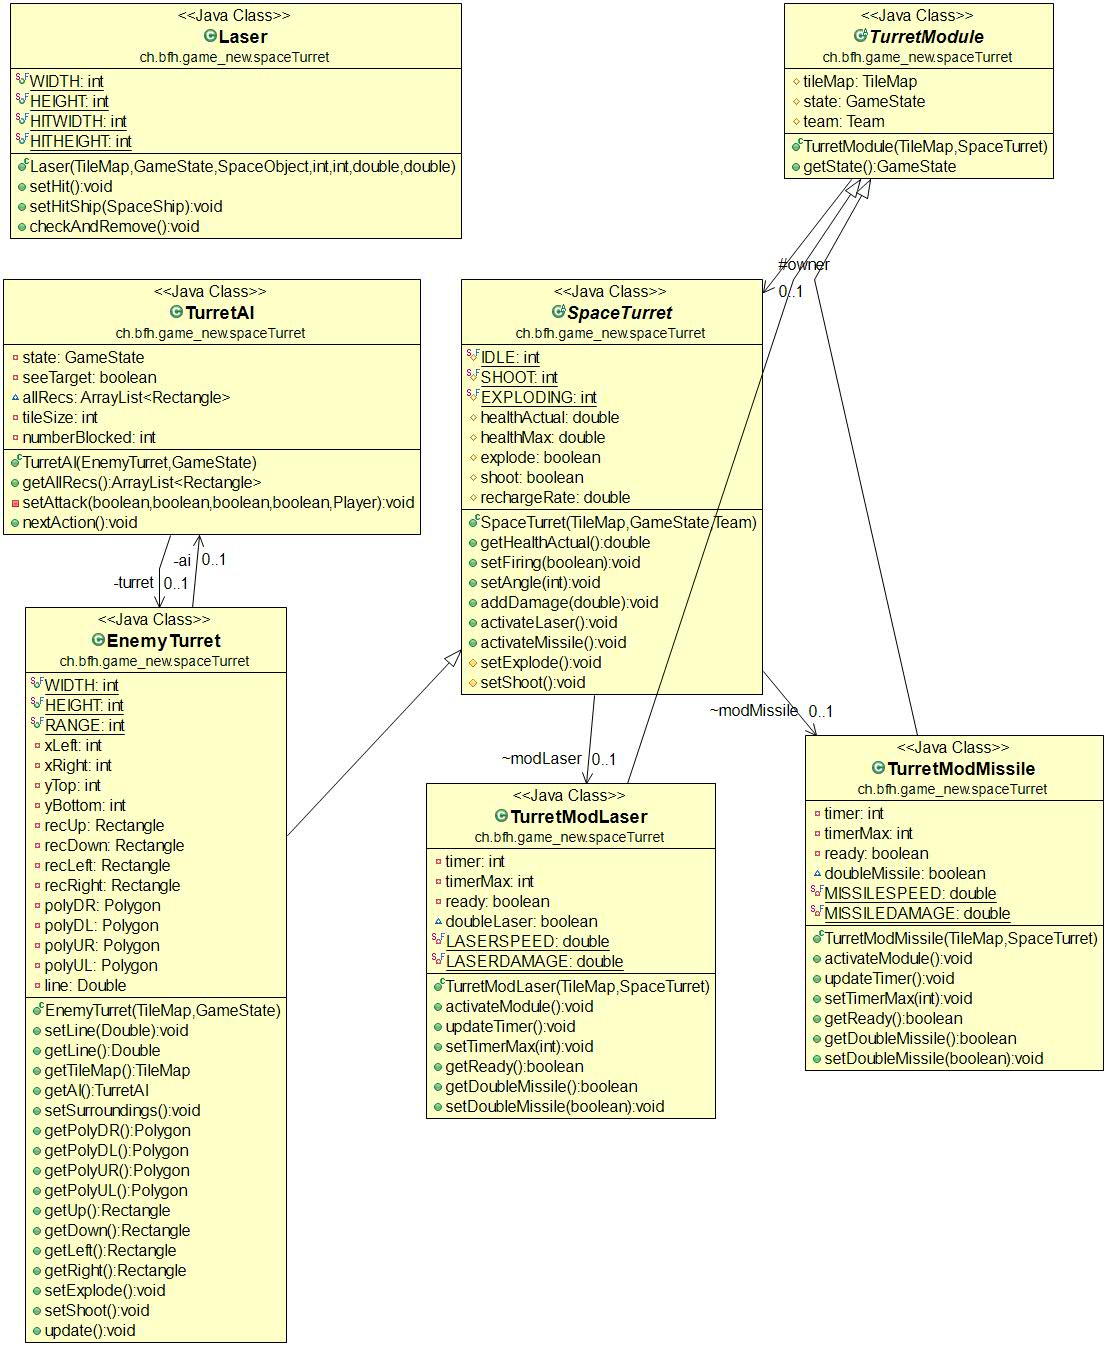 <<Java Class>>
Laser
ch.bfh.game_new.spaceTurret
WIDTH: int
HEIGHT: int
HITWIDTH: int
HITHEIGHT: int
Laser(TileMap,GameState,SpaceObject,int,int,double,double)
setHit():void
setHitShip(SpaceShip):void
checkAndRemove():void
<<Java Class>>
TurretModule
ch.bfh.game_new.spaceTurret
tileMap: TileMap
state: GameState
team: Team
TurretModule(TileMap,SpaceTurret)
getState():GameState
#owner
0..1
<<Java Class>>
TurretAI
ch.bfh.game_new.spaceTurret
state: GameState
seeTarget: boolean
allRecs: ArrayList<Rectangle>
tileSize: int
numberBlocked: int
TurretAI(EnemyTurret,GameState)
getAllRecs():ArrayList<Rectangle>
setAttack(boolean,boolean,boolean,boolean,Player):void
nextAction():void
-ai 0..1
-turret 0..1
<<Java Class>>
SpaceTurret
ch.bfh.game_new.spaceTurret
IDLE: int
SHOOT: int
EXPLODING: int
healthActual: double
healthMax: double
explode: boolean
shoot: boolean
rechargeRate: double
SpaceTurret(TileMap,GameState,Team)
getHealthActual():double
setFiring(boolean):void
setAngle(int):void
addDamage(double):void
activateLaser():void
activateMissile():void
setExplode():void
setShoot():void
~modMissile 0..1
~modLaser 0..1
<<Java Class>>
EnemyTurret
ch.bfh.game_new.spaceTurret
WIDTH: int
HEIGHT: int
RANGE: int
xLeft: int
xRight: int
yTop: int
yBottom: int
recUp: Rectangle
recDown: Rectangle
recLeft: Rectangle
recRight: Rectangle
polyDR: Polygon
polyDL: Polygon
polyUR: Polygon
polyUL: Polygon
line: Double
EnemyTurret(TileMap,GameState)
setLine(Double):void
getLine():Double
getTileMap():TileMap
getAI():TurretAI
setSurroundings():void
getPolyDR():Polygon
getPolyDL():Polygon
getPolyUR():Polygon
getPolyUL():Polygon
getUp():Rectangle
getDown():Rectangle
getLeft():Rectangle
getRight():Rectangle
setExplode():void
setShoot():void
update():void
<<Java Class>>
TurretModLaser
ch.bfh.game_new.spaceTurret
timer: int
timerMax: int
ready: boolean
doubleLaser: boolean
LASERSPEED: double
LASERDAMAGE: double
TurretModLaser(TileMap,SpaceTurret)
activateModule():void
updateTimer():void
setTimerMax(int):void
getReady():boolean
getDoubleMissile():boolean
setDoubleMissile(boolean):void
<<Java Class>>
TurretModMissile
ch.bfh.game_new.spaceTurret
timer: int
timerMax: int
ready: boolean
doubleMissile: boolean
MISSILESPEED: double
MISSILEDAMAGE: double
TurretModMissile(TileMap,SpaceTurret)
activateModule():void
updateTimer():void
setTimerMax(int):void
getReady():boolean
getDoubleMissile():boolean
setDoubleMissile(boolean):void